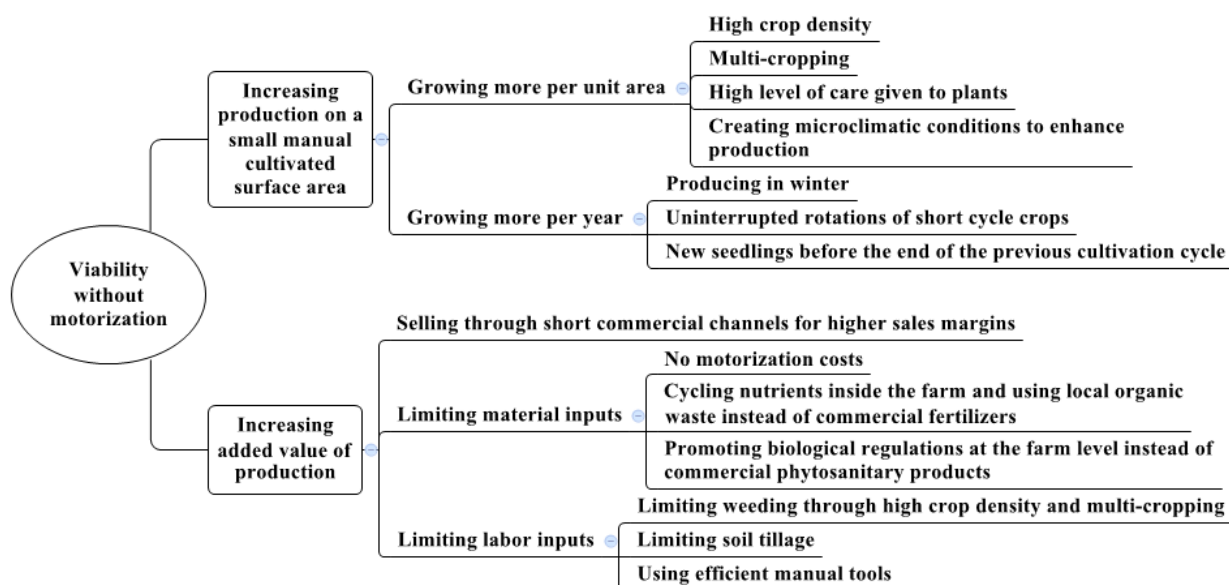 Viability
without
motorization
Increasing
production on a
small manual
cultivated
surface area
Growing more per unit area
High crop density
Multi-cropping
High level of care given to plants
Creating microclimatic conditions to enhance
production
Growing more per year
Producing in winter
Uninterrupted rotations of short cycle crops
New seedlings before the end of the previous cultivation cycle
Increasing
added value of
production
Selling through short commercial channels for higher sales margins
Limiting material inputs
No motorization costs
Cycling nutrients inside the farm and using local organic
waste instead of commercial fertilizers
Promoting biological regulations at the farm level instead of
commercial phytosanitary products
Limiting labor inputs
Limiting weeding through high crop density and multi-cropping
Limiting soil tillage
Using efficient manual tools